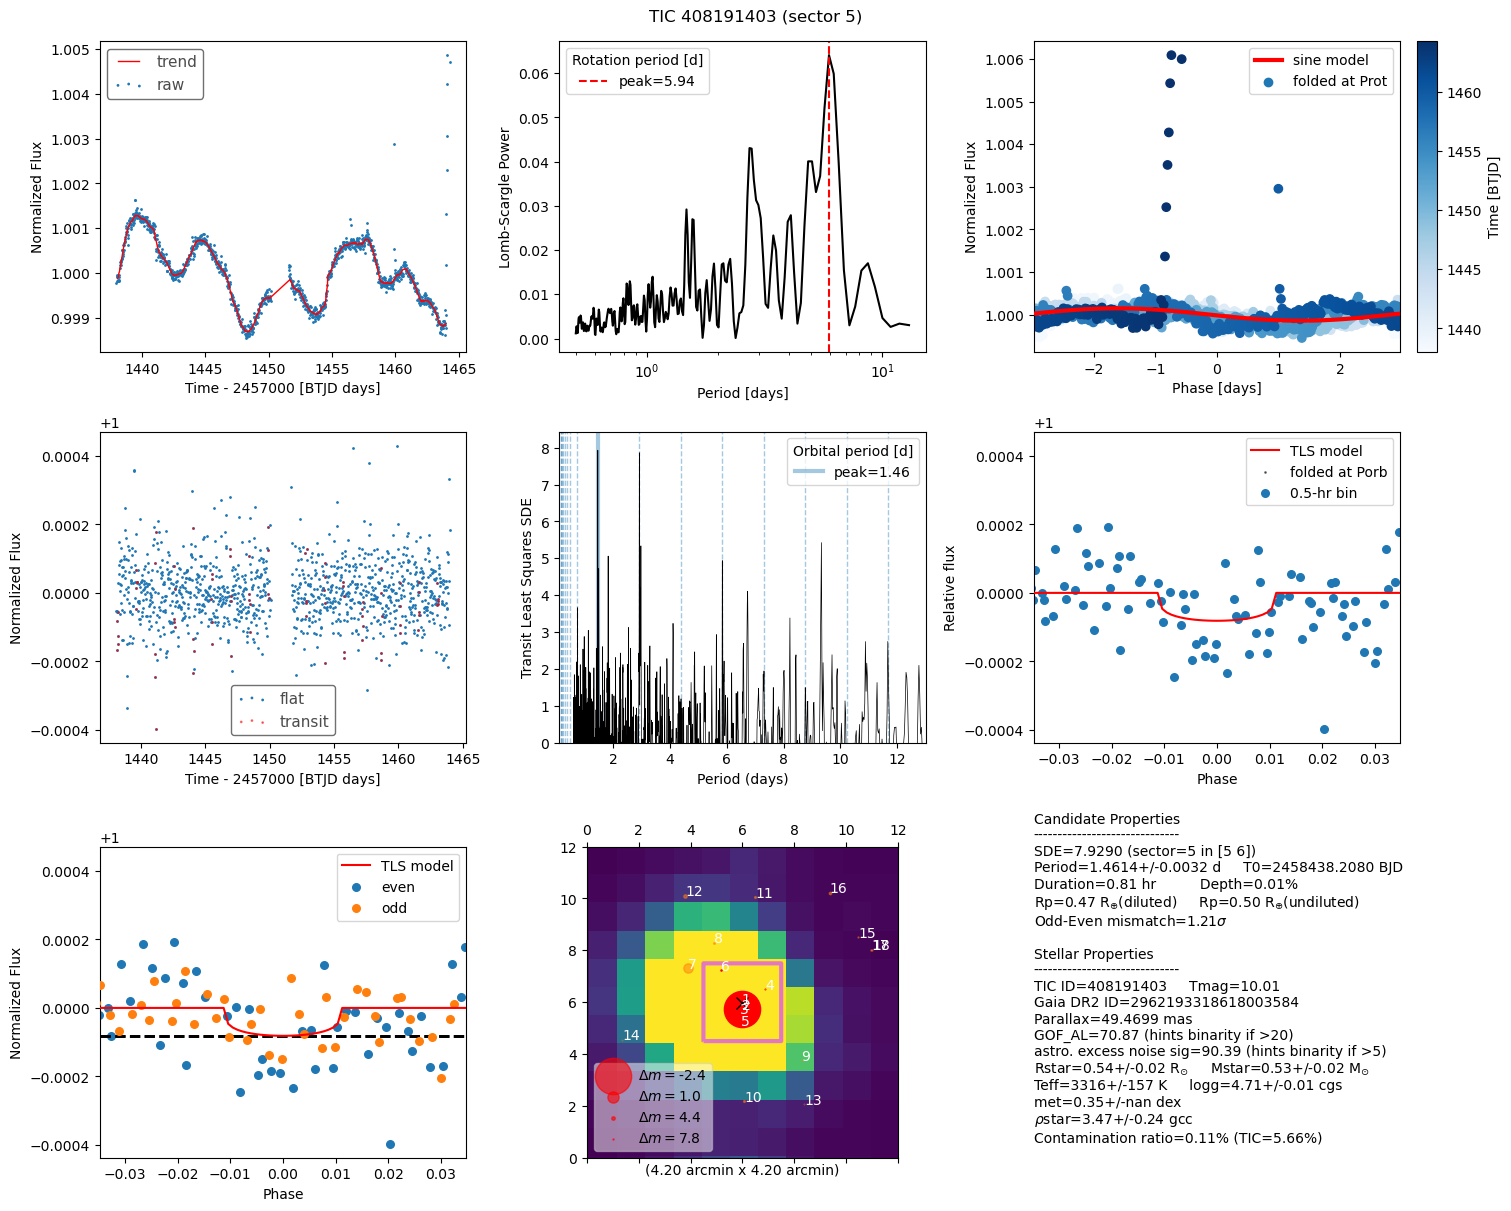 TIC 408191403 (sector 5)
1.005
1.004
1.003
1.002
1.001
1.000
0.999
Normalized Flux
trend
raw
1440
1445
1450
1455
1460
1465
Time - 2457000 [BTJD days]
0.06
0.05
0.04
0.03
0.02
0.01
0.00
Lomb-Scargle Power
Rotation period [d]
peak=5.94
10⁰
10¹
Period [days]
1.006
1.005
1.004
1.003
1.002
1.001
1.000
Normalized Flux
sine model
folded at Prot
−2
−1
0
1
2
Phase [days]
1460
1455
1450
1445
1440
Time [BTJD]
+1
0.0004
0.0002
0.0000
−0.0002
−0.0004
Normalized Flux
flat
transit
1440
1445
1450
1455
1460
1465
Time - 2457000 [BTJD days]
8
7
6
5
4
3
2
1
0
Transit Least Squares SDE
Orbital period [d]
peak=1.46
2
4
6
8
10
12
Period (days)
+1
0.0004
0.0002
0.0000
−0.0002
−0.0004
Relative flux
TLS model
folded at Porb
0.5-hr bin
−0.03
−0.02
−0.01
0.00
0.01
0.02
0.03
Phase
+1
0.0004
0.0002
0.0000
−0.0002
−0.0004
Normalized Flux
TLS model
even
odd
−0.03
−0.02
−0.01
0.00
0.01
0.02
0.03
Phase
0 2 4 6 8 10 12
12
10
8
6
4
2
0
12
11
16
8
15
7
6
4
1
5
14
9
10
13
Δm = -2.4
Δm = 1.0
Δm = 4.4
Δm = 7.8
(4.20 arcmin x 4.20 arcmin)
Candidate Properties
------------------------------
SDE=7.9290 (sector=5 in [5 6])
Period=1.4614+/-0.0032 d T0=2458438.2080 BJD
Duration=0.81 hr Depth=0.01%
Rp=0.47 R⊕(diluted) Rp=0.50 R⊕(undiluted)
Odd-Even mismatch=1.21σ
Stellar Properties
------------------------------
TIC ID=408191403 Tmag=10.01
Gaia DR2 ID=2962193318618003584
Parallax=49.4699 mas
GOF_AL=70.87 (hints binarity if >20)
astro. excess noise sig=90.39 (hints binarity if >5)
Rstar=0.54+/-0.02 R⊙ Mstar=0.53+/-0.02 M⊙
Teff=3316+/-157 K logg=4.71+/-0.01 cgs
met=0.35+/-nan dex
ρstar=3.47+/-0.24 gcc
Contamination ratio=0.11% (TIC=5.66%)